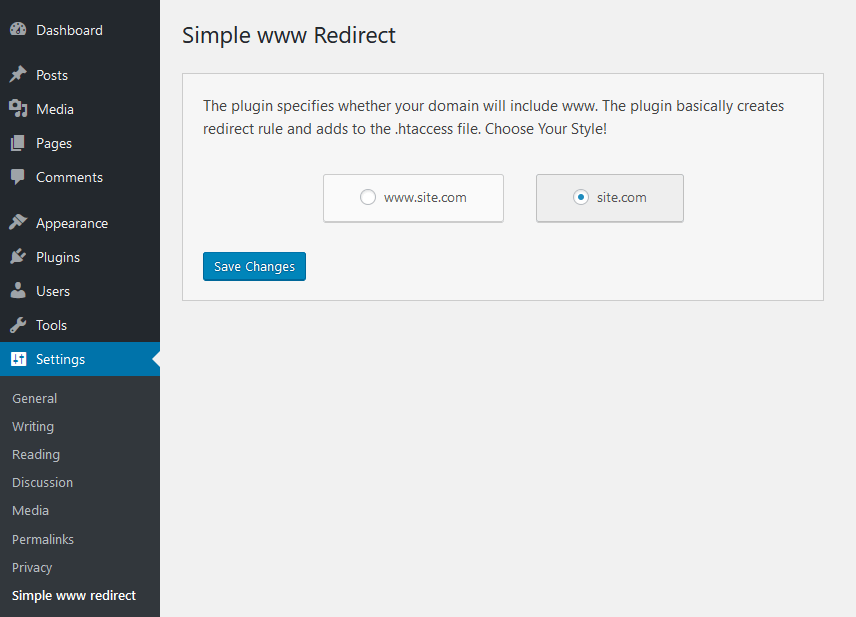 Dashboard
Posts
Media
Pages
Comments
Appearance
Plugins
Users
Tools
Settings
General
Writing
Reading
Discussion
Media
Permalinks
Privacy
Simple www redirect
Simple www Redirect
The plugin specifies whether your domain will include www. The plugin basically creates
redirect rule and adds to the .htaccess file. Choose Your Style!
www.site.com
site.com
Save Changes